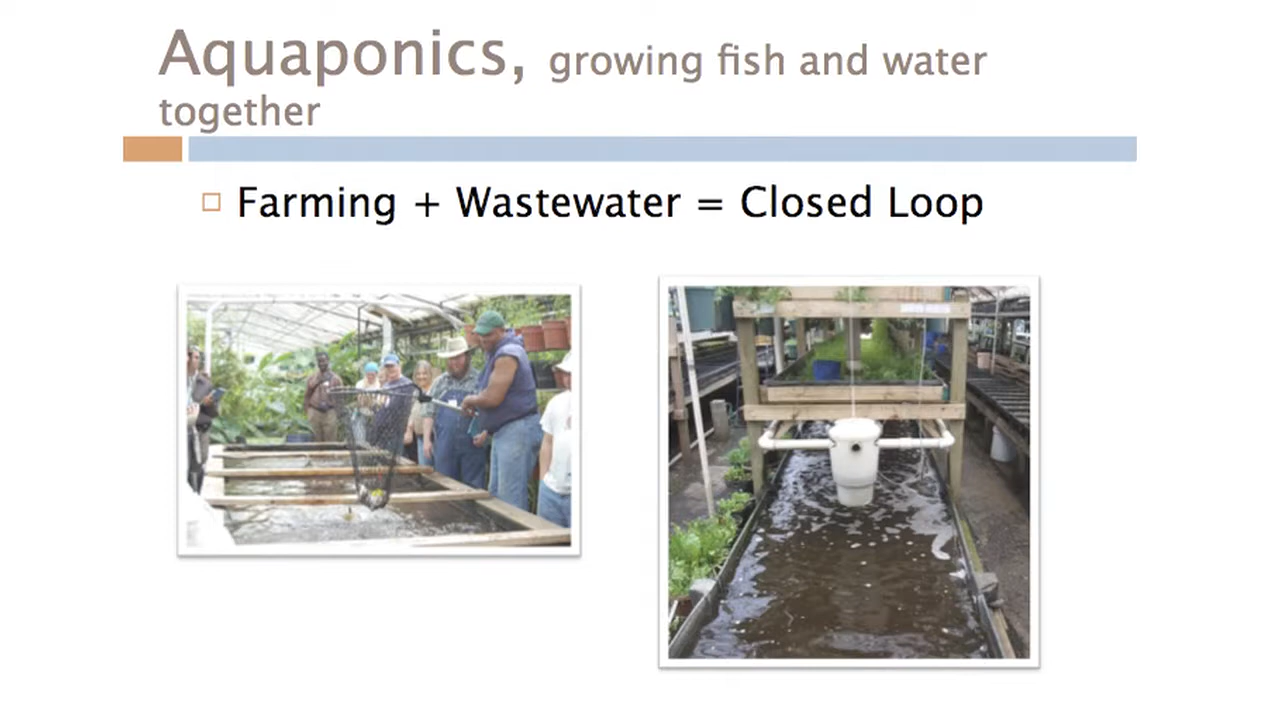 Aquaponics, growing fish and water
together
Farming + Wastewater = Closed Loop